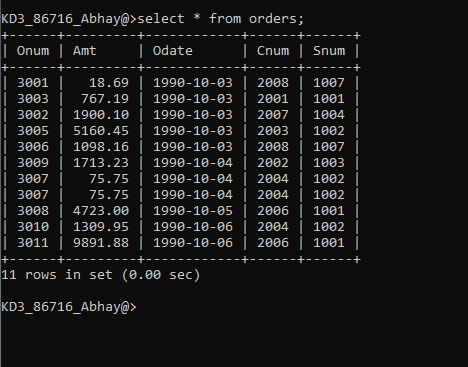 KD3_86716_Abhay@>select * from orders;
+------+---------+------------+------+------+
| Onum | Amt     | Odate      | Cnum | Snum |
+------+---------+------------+------+------+
| 3001 |   18.69 | 1990-10-03 | 2008 | 1007 |
| 3003 |  767.19 | 1990-10-03 | 2001 | 1001 |
| 3002 | 1900.10 | 1990-10-03 | 2007 | 1004 |
| 3005 | 5160.45 | 1990-10-03 | 2003 | 1002 |
| 3006 | 1098.16 | 1990-10-03 | 2008 | 1007 |
| 3009 | 1713.23 | 1990-10-04 | 2002 | 1003 |
| 3007 |   75.75 | 1990-10-04 | 2004 | 1002 |
| 3007 |   75.75 | 1990-10-04 | 2004 | 1002 |
| 3008 | 4723.00 | 1990-10-05 | 2006 | 1001 |
| 3010 | 1309.95 | 1990-10-06 | 2004 | 1002 |
| 3011 | 9891.88 | 1990-10-06 | 2006 | 1001 |
+------+---------+------------+------+------+
11 rows in set (0.00 sec)
KD3_86716_Abhay@>